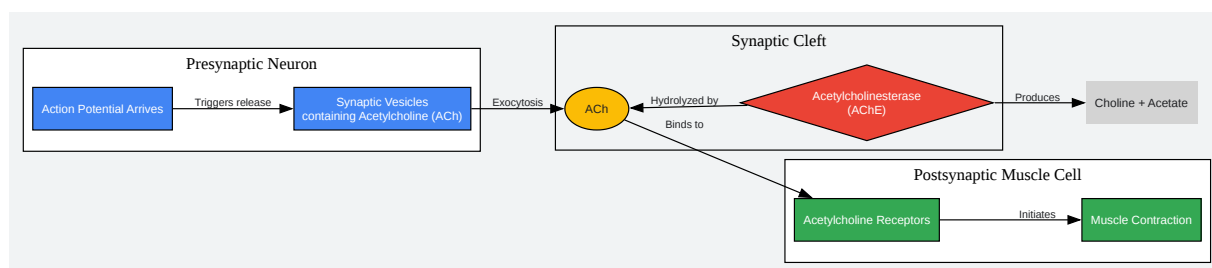 Presynaptic Neuron
Action Potential Arrives
Triggers release
Synaptic Vesicles
containing Acetylcholine (ACh)
Exocytosis
Synaptic Cleft
ACh
Hydrolyzed by
Acetylcholinesterase
(AChE)
Produces
Choline + Acetate
Binds to
Postsynaptic Muscle Cell
Acetylcholine Receptors
Initiates
Muscle Contraction